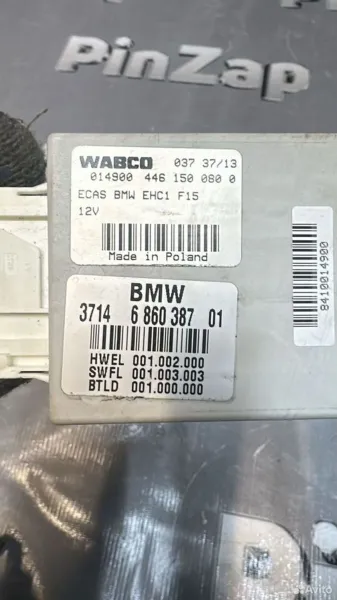 PinZap
WABCO 037 37/13
014900 446 150 080 0
ECAS BMW EHC1 F15
12V
Made in Poland
8410014900
BMW
3714 6 860 387 01
HWEL 001.002.000
SWFL 001.003.003
BTLD 001.000.000
Avito